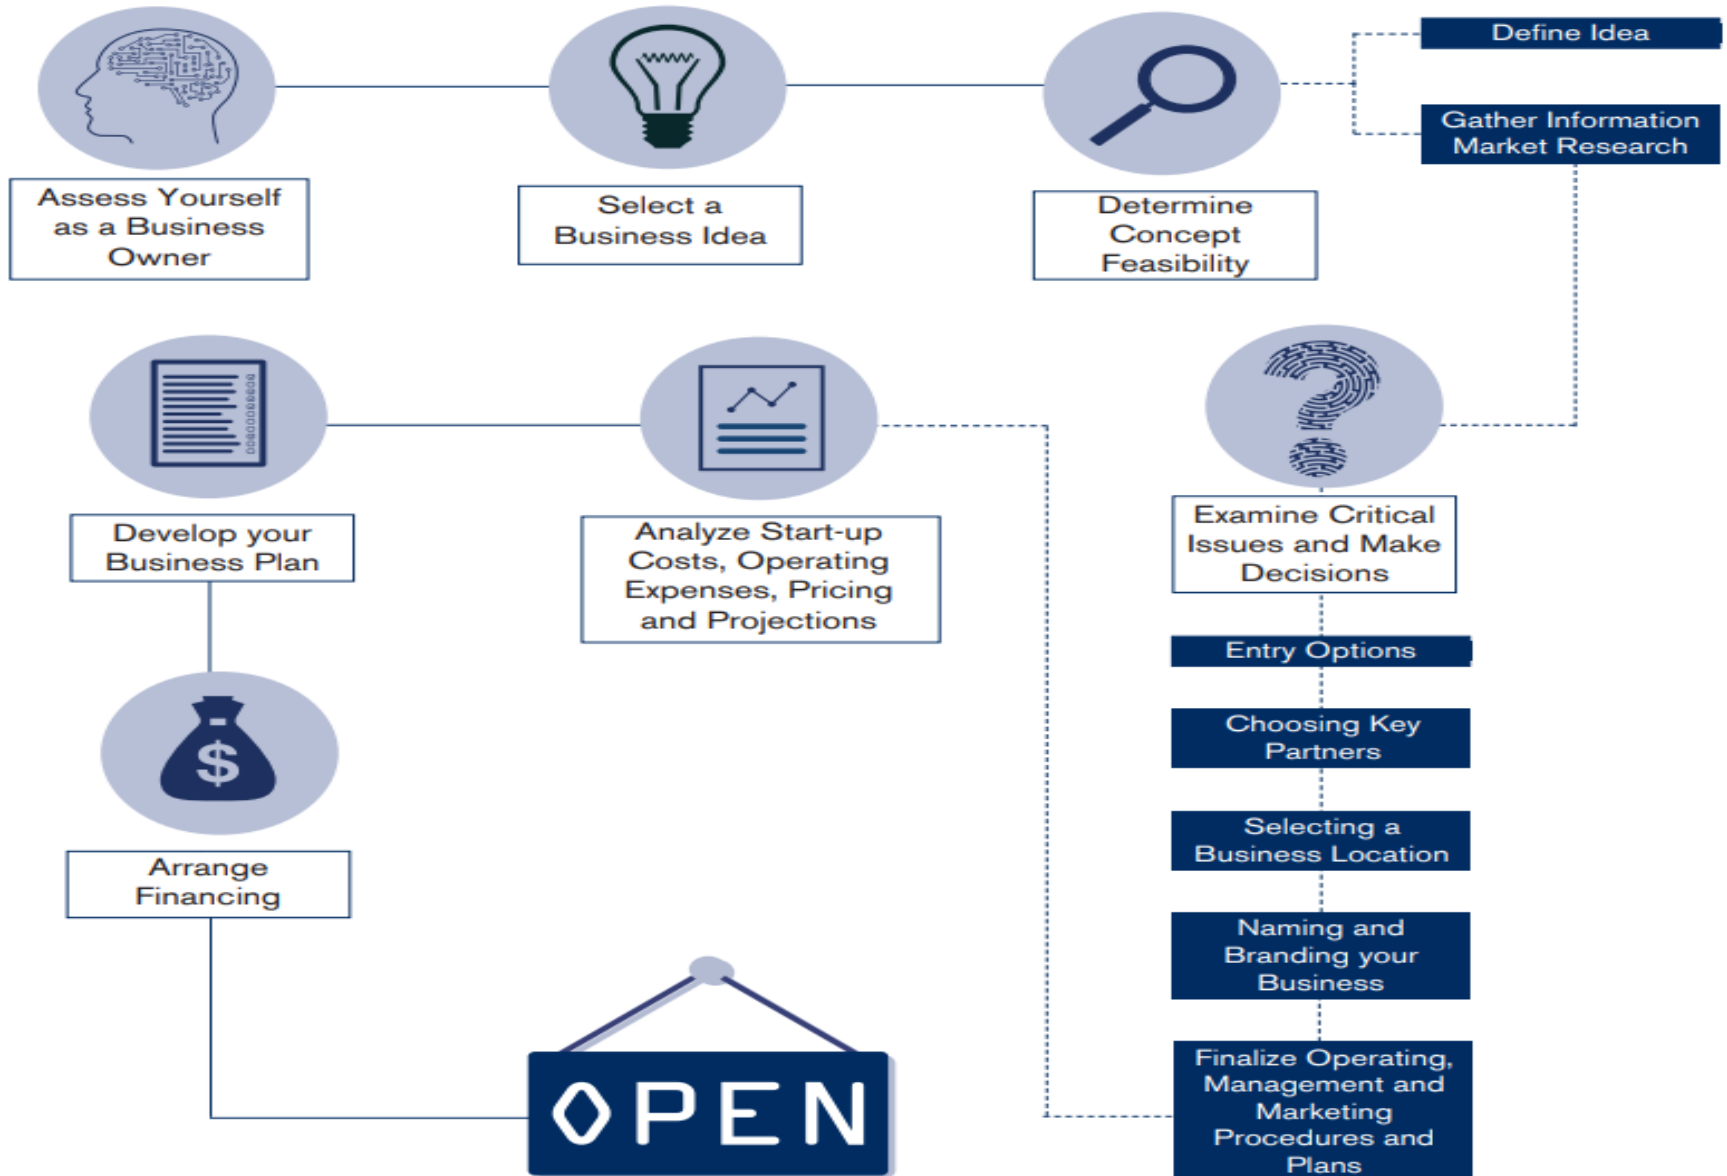 Assess Yourself
as a Business
Owner
Select a
Business Idea
Determine
Concept
Feasibility
Define Idea
Gather Information
Market Research
Examine Critical
Issues and Make
Decisions
Entry Options
Choosing Key
Partners
Selecting a
Business Location
Naming and
Branding your
Business
Finalize Operating,
Management and
Marketing
Procedures and
Plans
Analyze Start-up
Costs, Operating
Expenses, Pricing
and Projections
Develop your
Business Plan
$
Arrange
Financing
OPEN